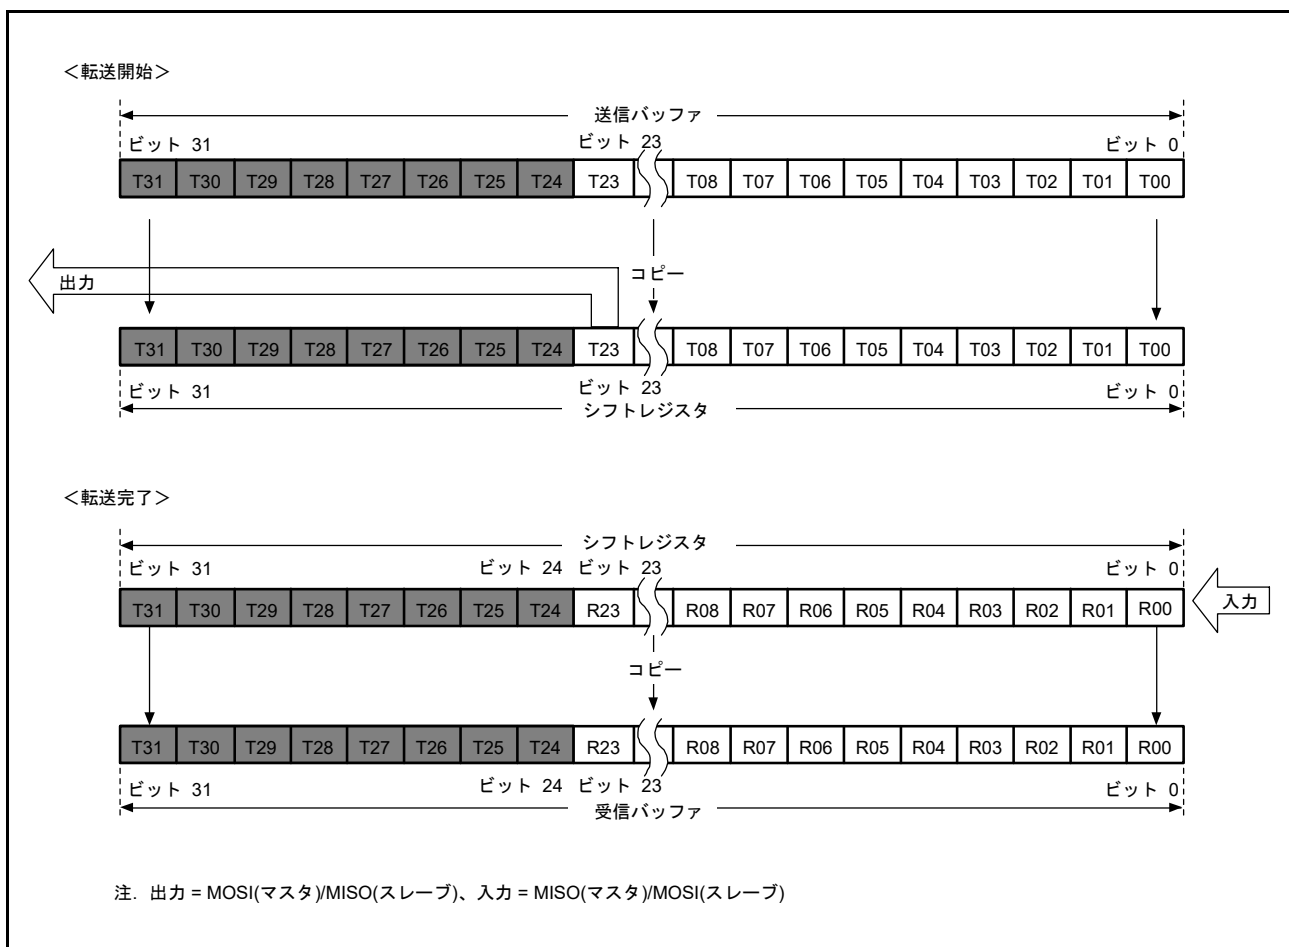 ＜転送開始＞
送信バッファ
ビット 31 ビット 23 ビット 0
T31 T30 T29 T28 T27 T26 T25 T24 T23 T08 T07 T06 T05 T04 T03 T02 T01 T00
出力 コピー
T31 T30 T29 T28 T27 T26 T25 T24 T23 T08 T07 T06 T05 T04 T03 T02 T01 T00
ビット 31 ビット 23 ビット 0
シフトレジスタ
＜転送完了＞
シフトレジスタ
ビット 31 ビット 24 ビット 23 ビット 0
T31 T30 T29 T28 T27 T26 T25 T24 R23 R08 R07 R06 R05 R04 R03 R02 R01 R00 入力
コピー
T31 T30 T29 T28 T27 T26 T25 T24 R23 R08 R07 R06 R05 R04 R03 R02 R01 R00
ビット 31 ビット 24 ビット 23 ビット 0
受信バッファ
注. 出力 = MOSI(マスタ)/MISO(スレーブ)、入力 = MISO(マスタ)/MOSI(スレーブ)